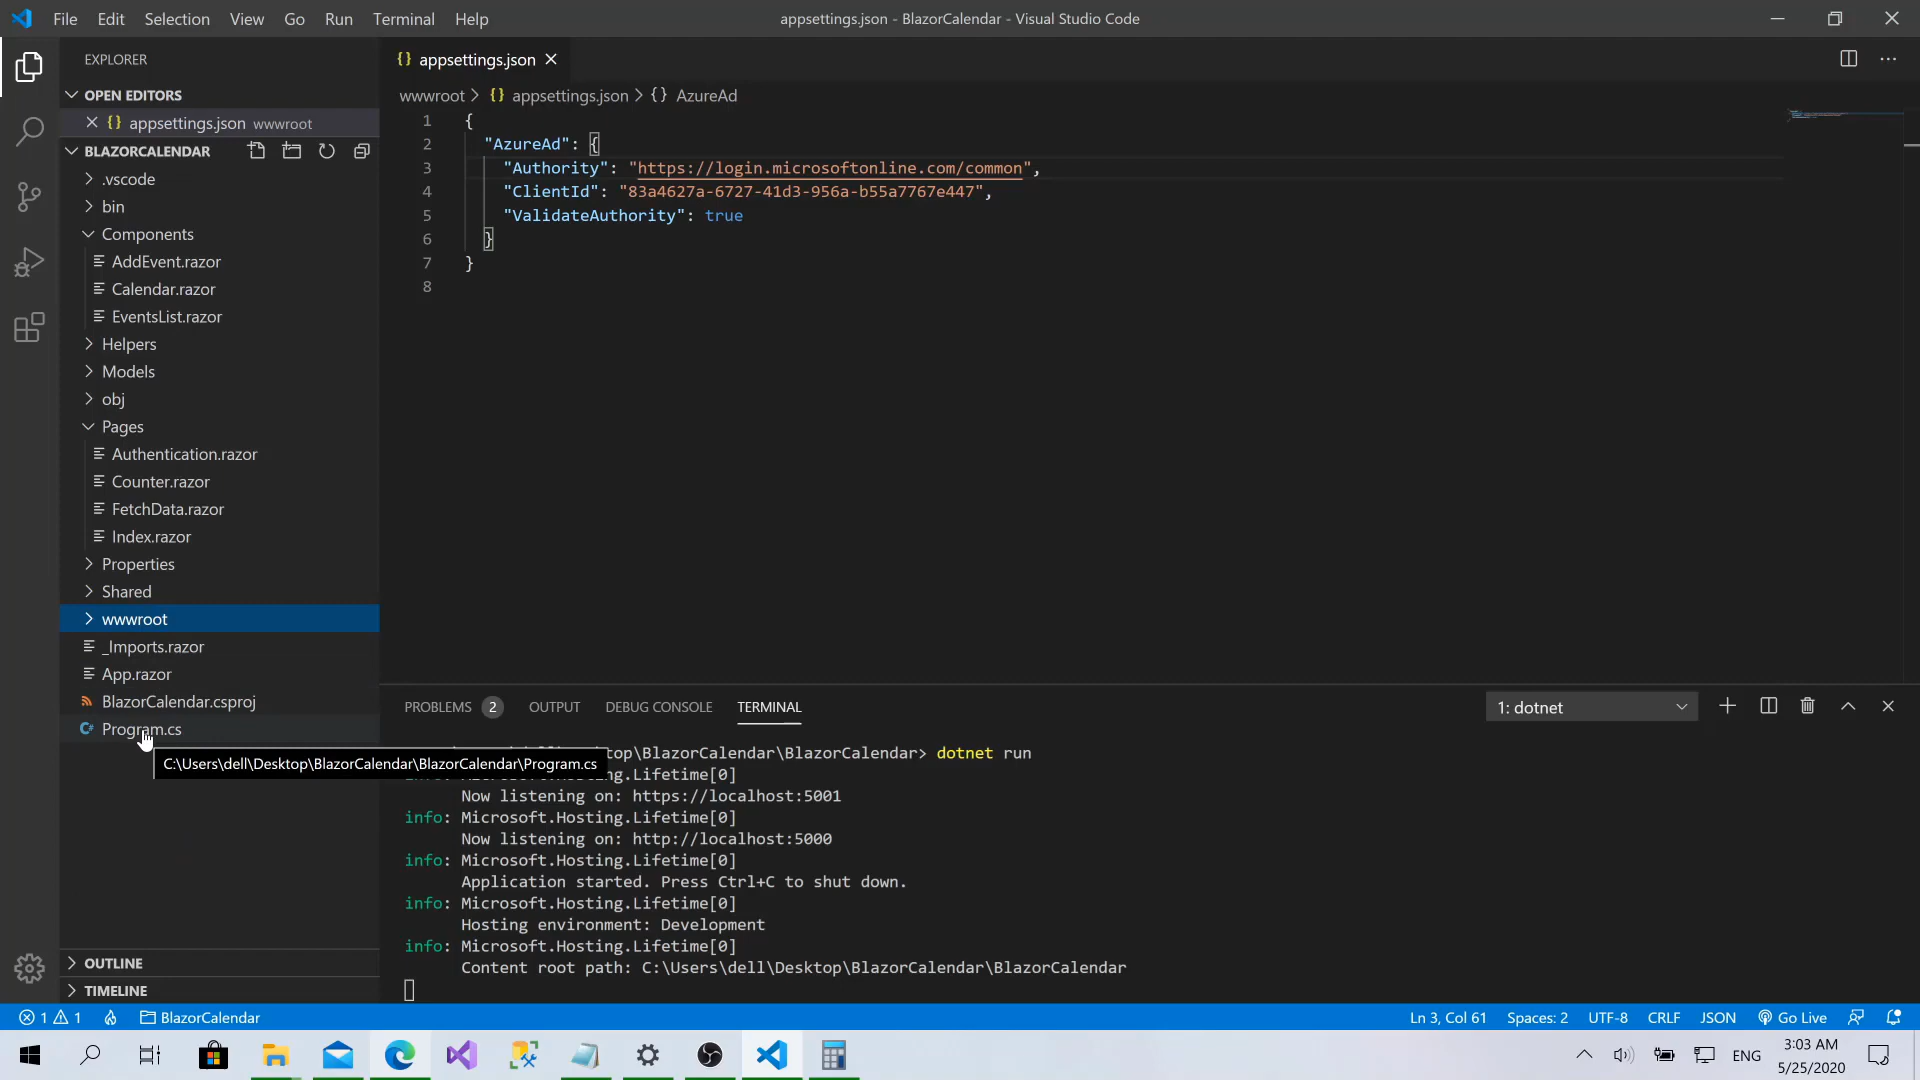 File Edit Selection View Go Run Terminal Help
appsettings.json - BlazorCalendar - Visual Studio Code
EXPLORER
OPEN EDITORS
appsettings.json wwwroot
BLAZORCALENDAR
.vscode
bin
Components
AddEvent.razor
Calendar.razor
EventsList.razor
Helpers
Models
obj
Pages
Authentication.razor
Counter.razor
FetchData.razor
Index.razor
Properties
Shared
wwwroot
_Imports.razor
App.razor
BlazorCalendar.csproj
Program.cs
C:\Users\dell\Desktop\BlazorCalendar\BlazorCalendar\Program.cs
OUTLINE
TIMELINE
{} appsettings.json
wwwroot > {} appsettings.json > {} AzureAd
1 {
2 "AzureAd": {
3 "Authority": "https://login.microsoftonline.com/common",
4 "ClientId": "83a4627a-6727-41d3-956a-b55a7767e447",
5 "ValidateAuthority": true
6 }
7 }
8
PROBLEMS 2 OUTPUT DEBUG CONSOLE TERMINAL
1: dotnet
top\BlazorCalendar\BlazorCalendar> dotnet run
g.Lifetime[0]
Now listening on: https://localhost:5001
info: Microsoft.Hosting.Lifetime[0]
Now listening on: http://localhost:5000
info: Microsoft.Hosting.Lifetime[0]
Application started. Press Ctrl+C to shut down.
info: Microsoft.Hosting.Lifetime[0]
Hosting environment: Development
info: Microsoft.Hosting.Lifetime[0]
Content root path: C:\Users\dell\Desktop\BlazorCalendar\BlazorCalendar
1 1 BlazorCalendar
Ln 3, Col 61 Spaces: 2 UTF-8 CRLF JSON Go Live
ENG
3:03 AM
5/25/2020